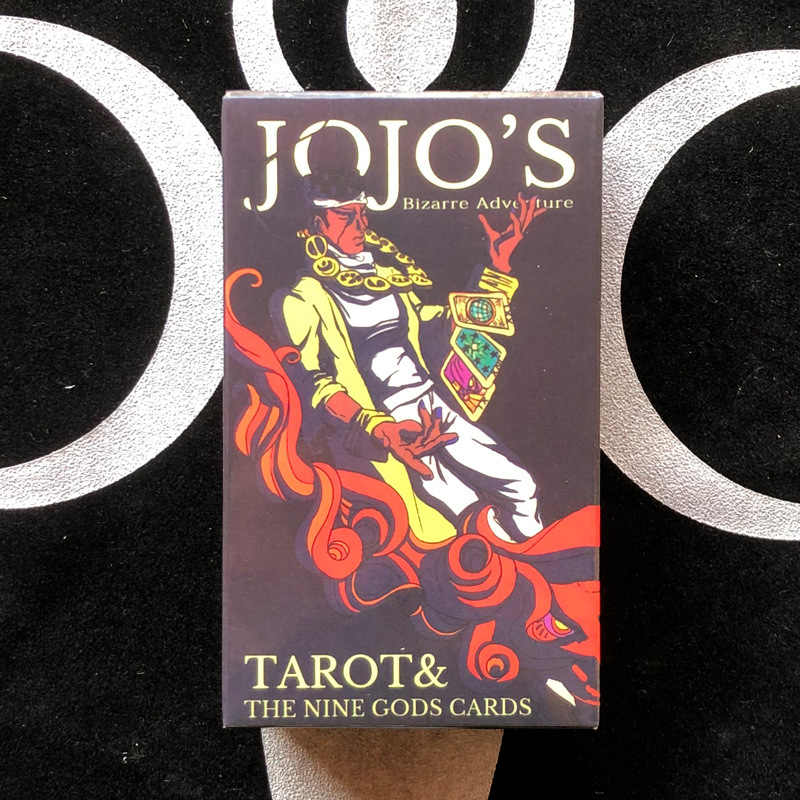 JOJO'S
Bizarre Adventure
TAROT&
THE NINE GODS CARDS